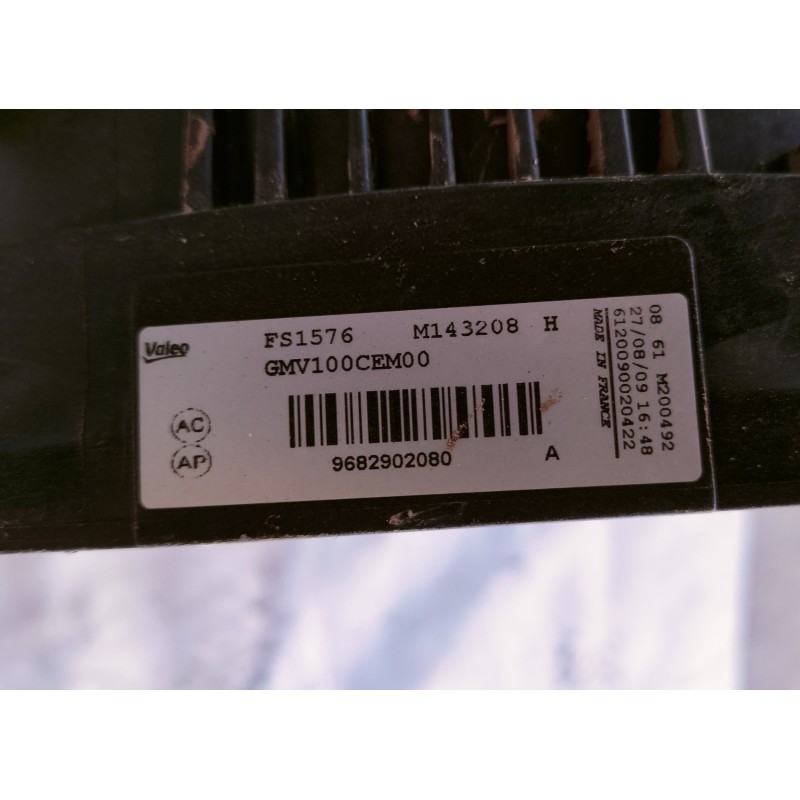 Valeo
FS1576 M143208 H
GMV100CEM00
AC
AP
9682902080 A
08 61 M200492
27/08/09 16:48
6120090020422
MADE IN FRANCE